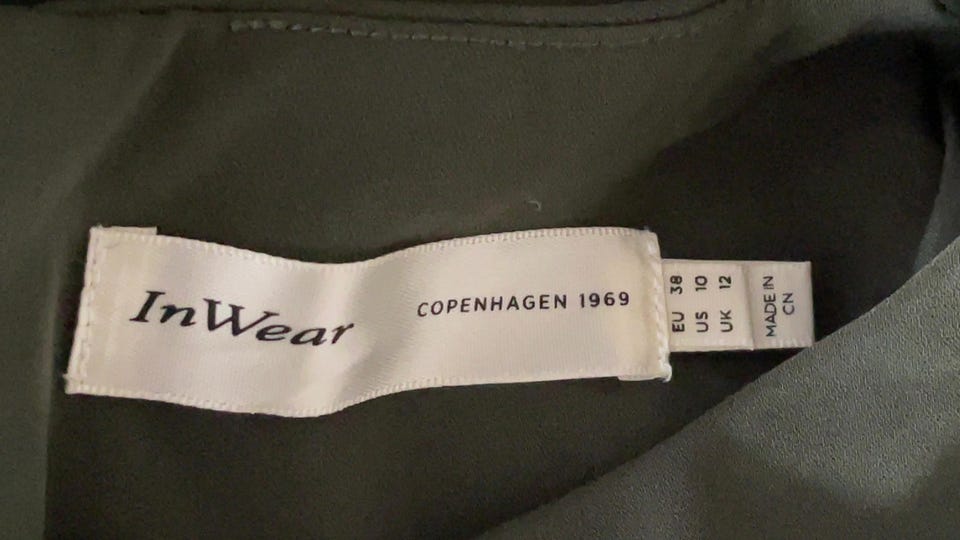 InWear
COPENHAGEN 1969
EU 38
US 10
UK 12
MADE IN
CN